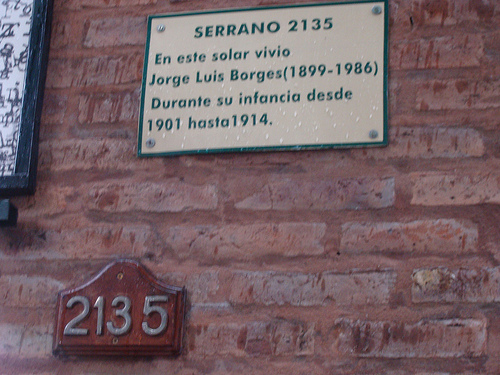 SERRANO 2135
En este solar vivio
Jorge Luis Borges(1899-1986)
Durante su infancia desde
1901 hasta1914.
2135